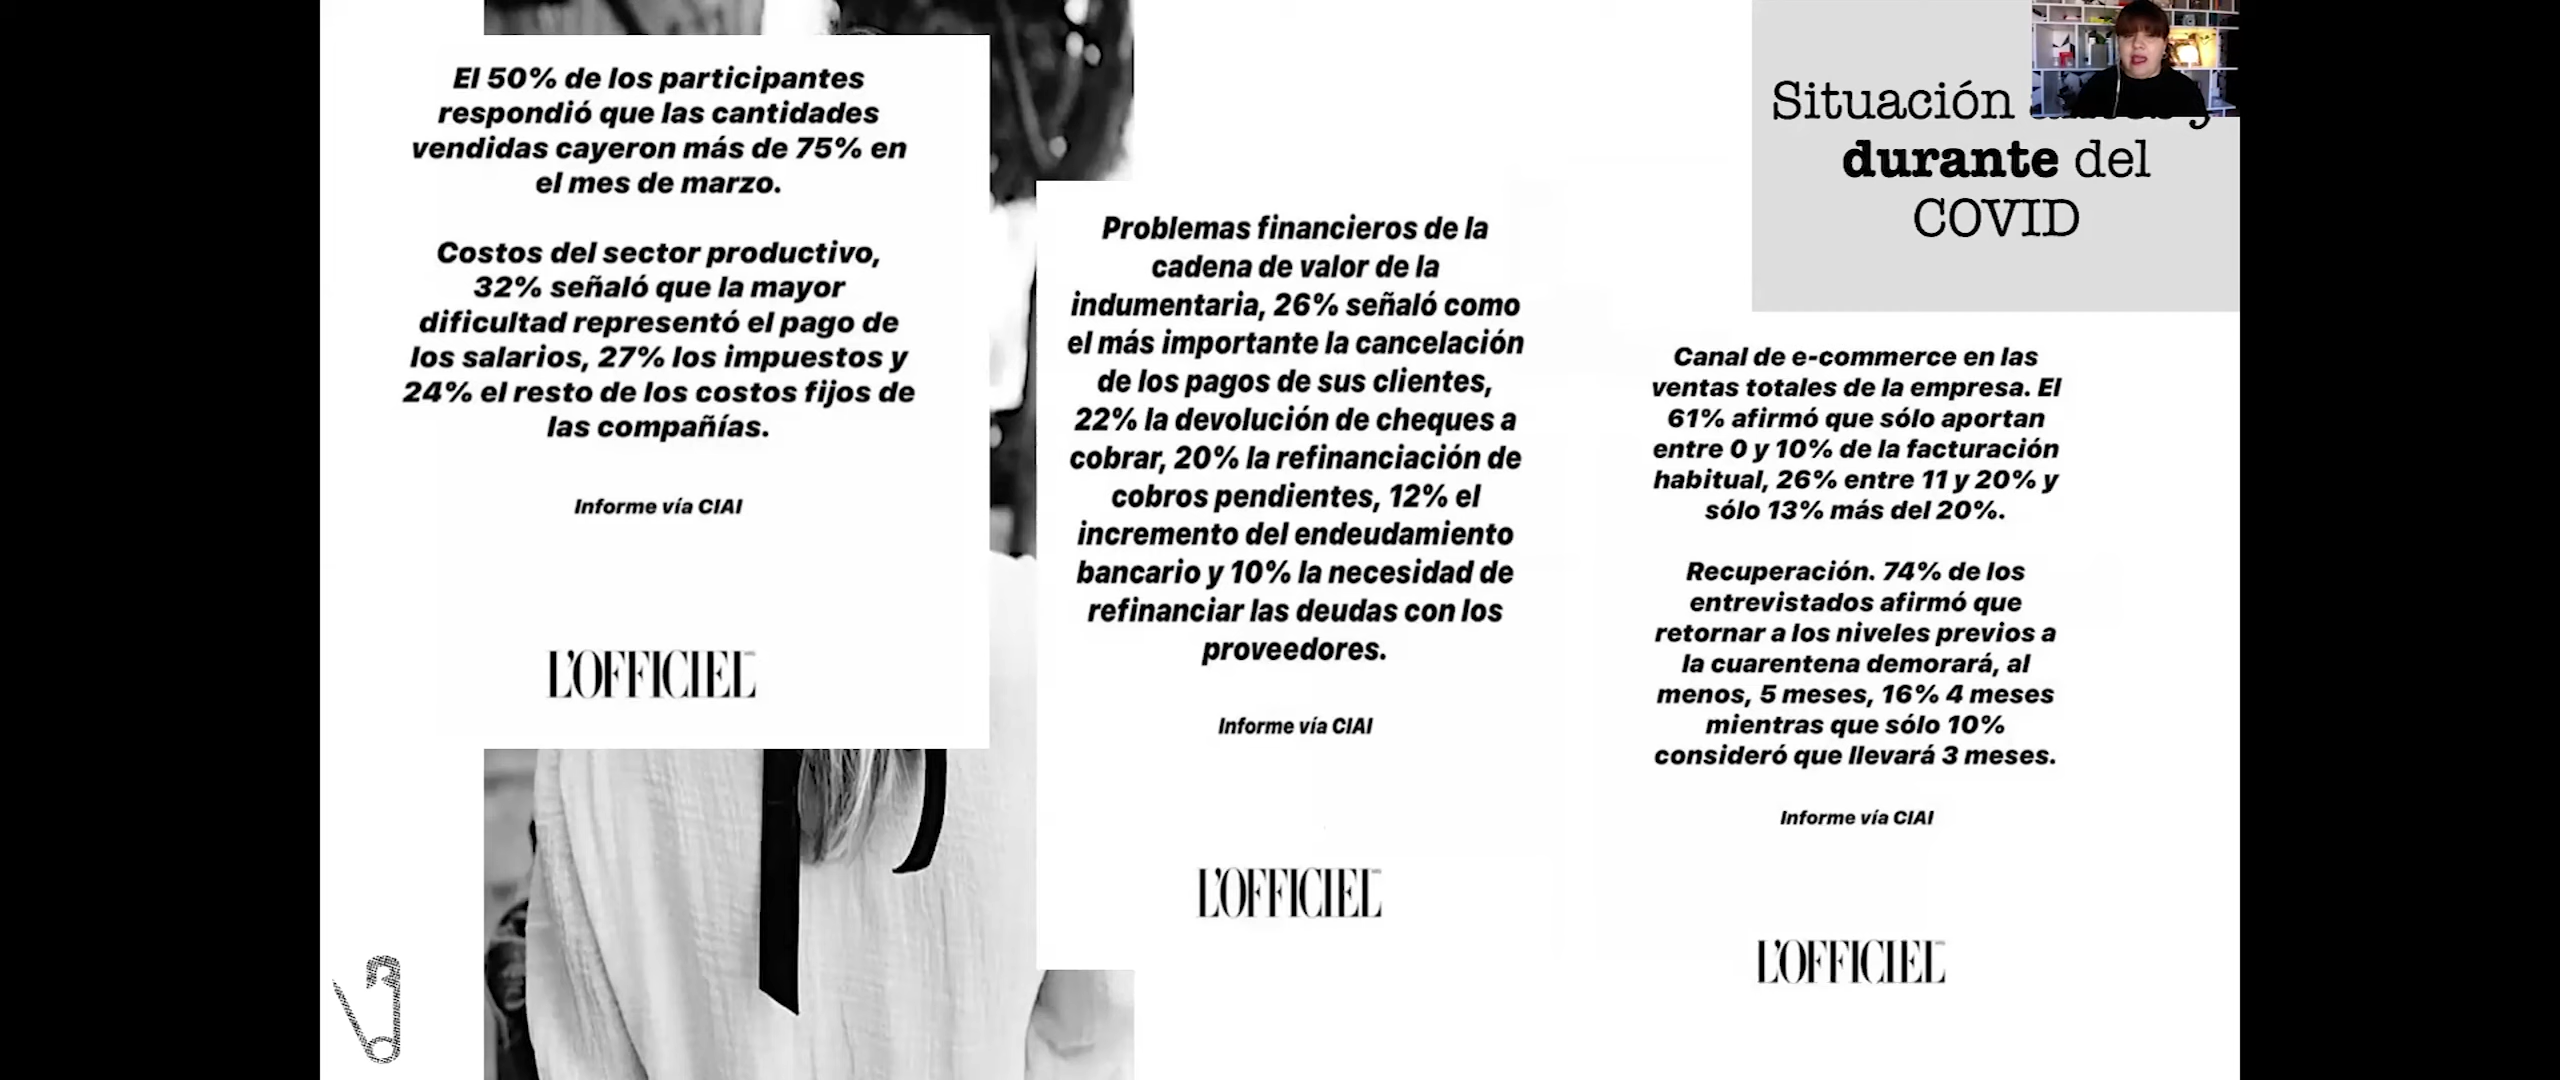 El 50% de los participantes
respondió que las cantidades
vendidas cayeron más de 75% en
el mes de marzo.
Costos del sector productivo,
32% señaló que la mayor
dificultad representó el pago de
los salarios, 27% los impuestos y
24% el resto de los costos fijos de
las compañías.
Informe vía CIAI
L'OFFICIEL
Problemas financieros de la
cadena de valor de la
indumentaria, 26% señaló como
el más importante la cancelación
de los pagos de sus clientes,
22% la devolución de cheques a
cobrar, 20% la refinanciación de
cobros pendientes, 12% el
incremento del endeudamiento
bancario y 10% la necesidad de
refinanciar las deudas con los
proveedores.
Informe vía CIAI
L'OFFICIEL
Situación
durante del
COVID
Canal de e-commerce en las
ventas totales de la empresa. El
61% afirmó que sólo aportan
entre 0 y 10% de la facturación
habitual, 26% entre 11 y 20% y
sólo 13% más del 20%.
Recuperación. 74% de los
entrevistados afirmó que
retornar a los niveles previos a
la cuarentena demorará, al
menos, 5 meses, 16% 4 meses
mientras que sólo 10%
consideró que llevará 3 meses.
Informe vía CIAI
L'OFFICIEL